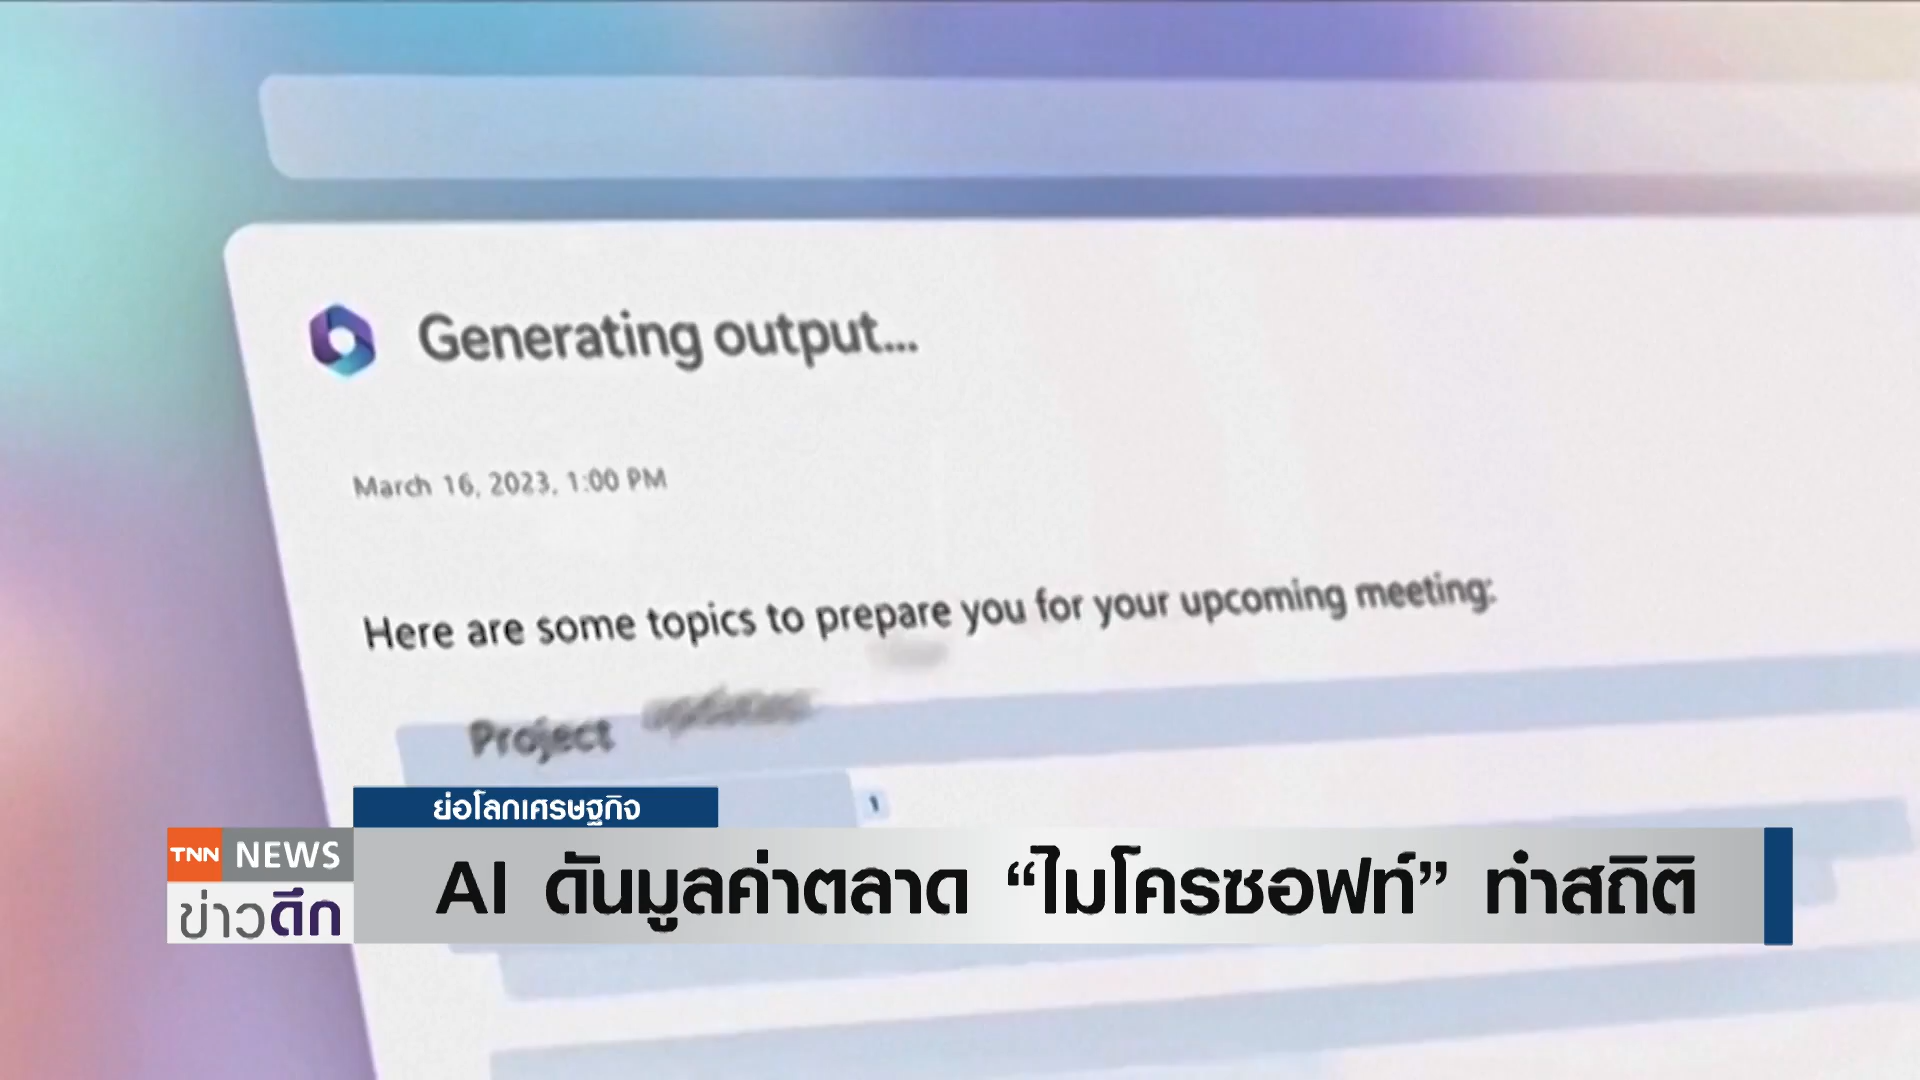 Generating output...
March 16, 2023, 1:00 PM
Here are some topics to prepare you for your upcoming meeting:
Project
1
ย่อโลกเศรษฐกิจ
TNN NEWS
ข่าวดึก
AI ดันมูลค่าตลาด “ไมโครซอฟท์” ทำสถิติ